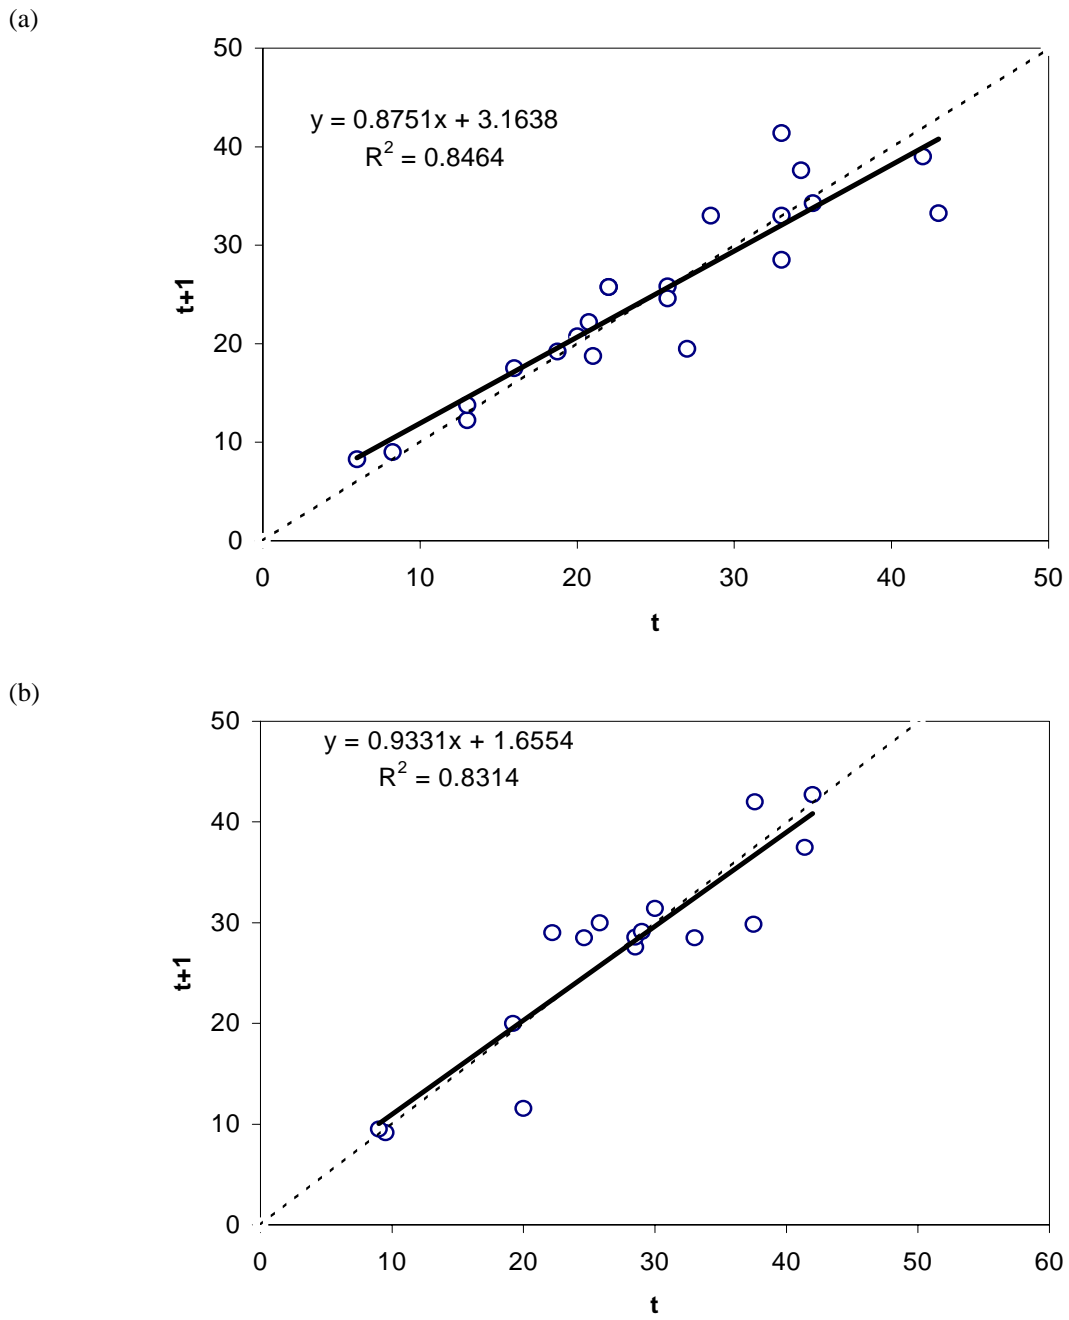 (a)
50
y = 0.8751x + 3.1638
R² = 0.8464
40
30
t+1
20
10
0
0 10 20 30 40 50
t
(b)
50
y = 0.9331x + 1.6554
R² = 0.8314
40
30
t+1
20
10
0
0 10 20 30 40 50 60
t